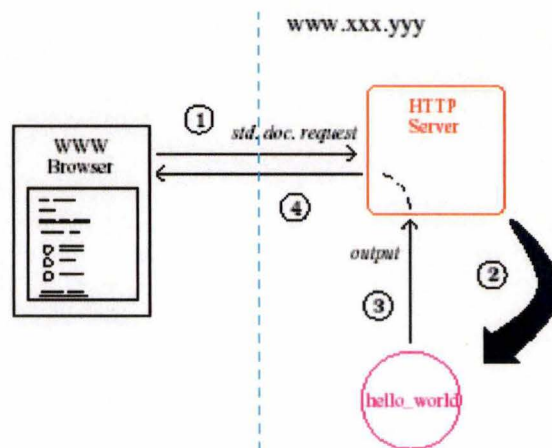 www.xxx.yyy
HTTP
Server
1
std. doc. request
WWW
Browser
4
output
2
3
hello_world